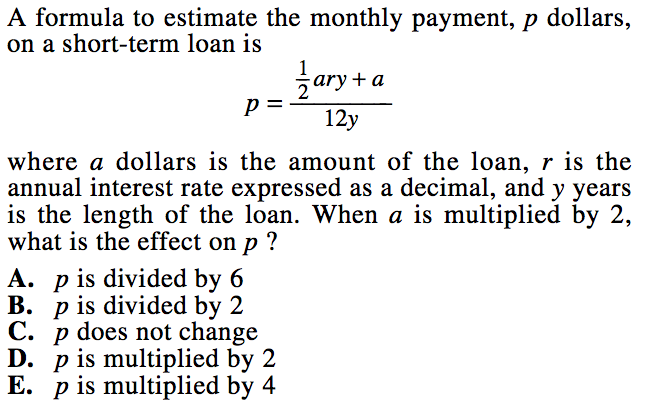 A formula to estimate the monthly payment, p dollars,
on a short-term loan is
p = \frac{\frac{1}{2}ary + a}{12y}
where a dollars is the amount of the loan, r is the
annual interest rate expressed as a decimal, and y years
is the length of the loan. When a is multiplied by 2,
what is the effect on p ?
A. p is divided by 6
B. p is divided by 2
C. p does not change
D. p is multiplied by 2
E. p is multiplied by 4